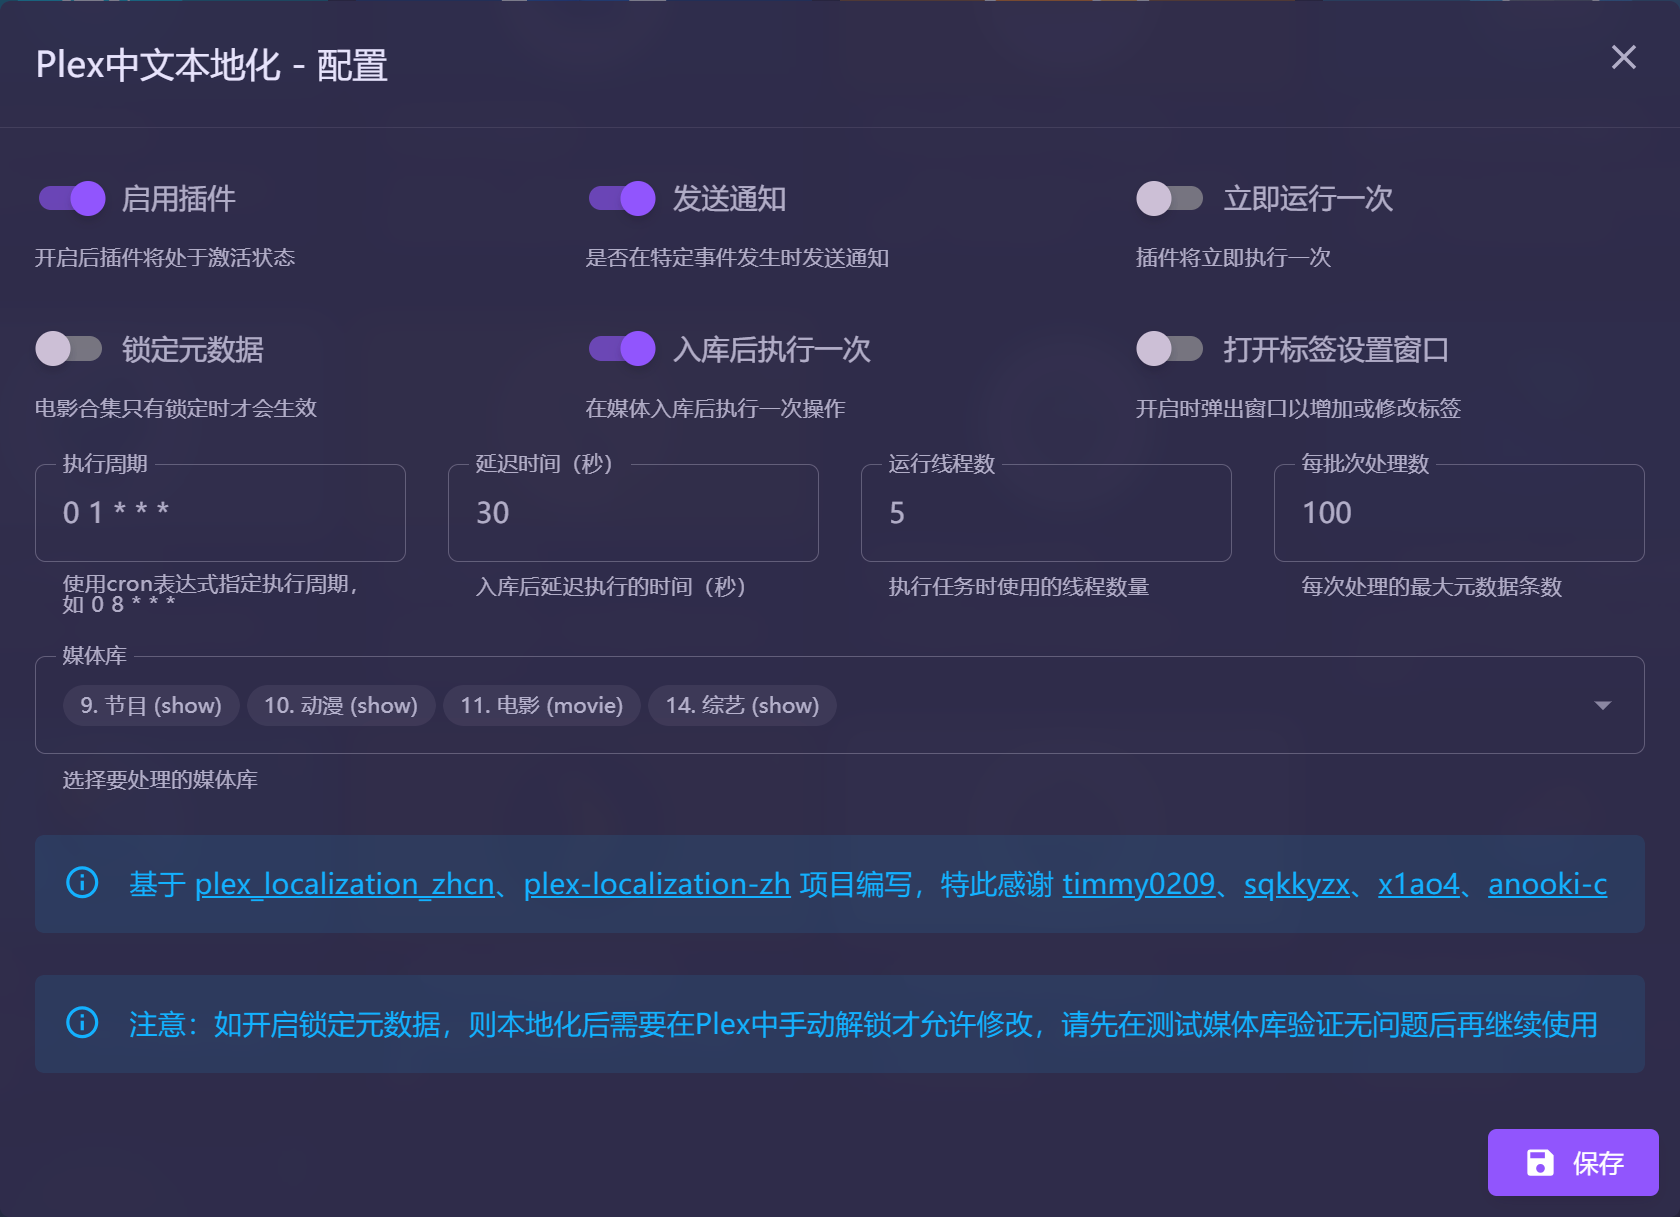 Plex中文本地化 - 配置
启用插件
发送通知
立即运行一次
开启后插件将处于激活状态
是否在特定事件发生时发送通知
插件将立即执行一次
锁定元数据
入库后执行一次
打开标签设置窗口
电影合集只有锁定时才会生效
在媒体入库后执行一次操作
开启时弹出窗口以增加或修改标签
执行周期
延迟时间（秒）
运行线程数
每批次处理数
0 1 * * *
30
5
100
使用cron表达式指定执行周期，
如 0 8 * * *
入库后延迟执行的时间（秒）
执行任务时使用的线程数量
每次处理的最大元数据条数
媒体库
9. 节目 (show)
10. 动漫 (show)
11. 电影 (movie)
14. 综艺 (show)
选择要处理的媒体库
基于 plex_localization_zhcn、plex-localization-zh 项目编写，特此感谢 timmy0209、sqkkyzx、x1ao4、anooki-c
注意：如开启锁定元数据，则本地化后需要在Plex中手动解锁才允许修改，请先在测试媒体库验证无问题后再继续使用
保存